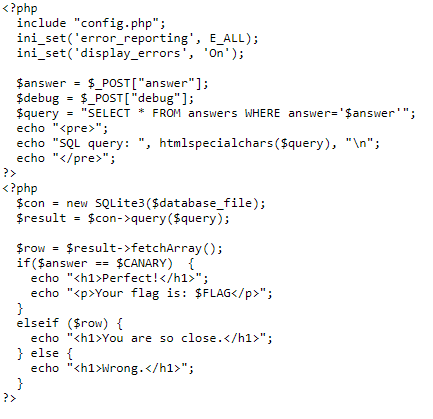 <?php
  include "config.php";
  ini_set('error_reporting', E_ALL);
  ini_set('display_errors', 'On');

  $answer = $_POST["answer"];
  $debug = $_POST["debug"];
  $query = "SELECT * FROM answers WHERE answer='$answer'";
  echo "<pre>";
  echo "SQL query: ", htmlspecialchars($query), "\n";
  echo "</pre>";
?>
<?php
  $con = new SQLite3($database_file);
  $result = $con->query($query);

  $row = $result->fetchArray();
  if($answer == $CANARY)  {
    echo "<h1>Perfect!</h1>";
    echo "<p>Your flag is: $FLAG</p>";
  }
  elseif ($row) {
    echo "<h1>You are so close.</h1>";
  } else {
    echo "<h1>Wrong.</h1>";
  }
?>